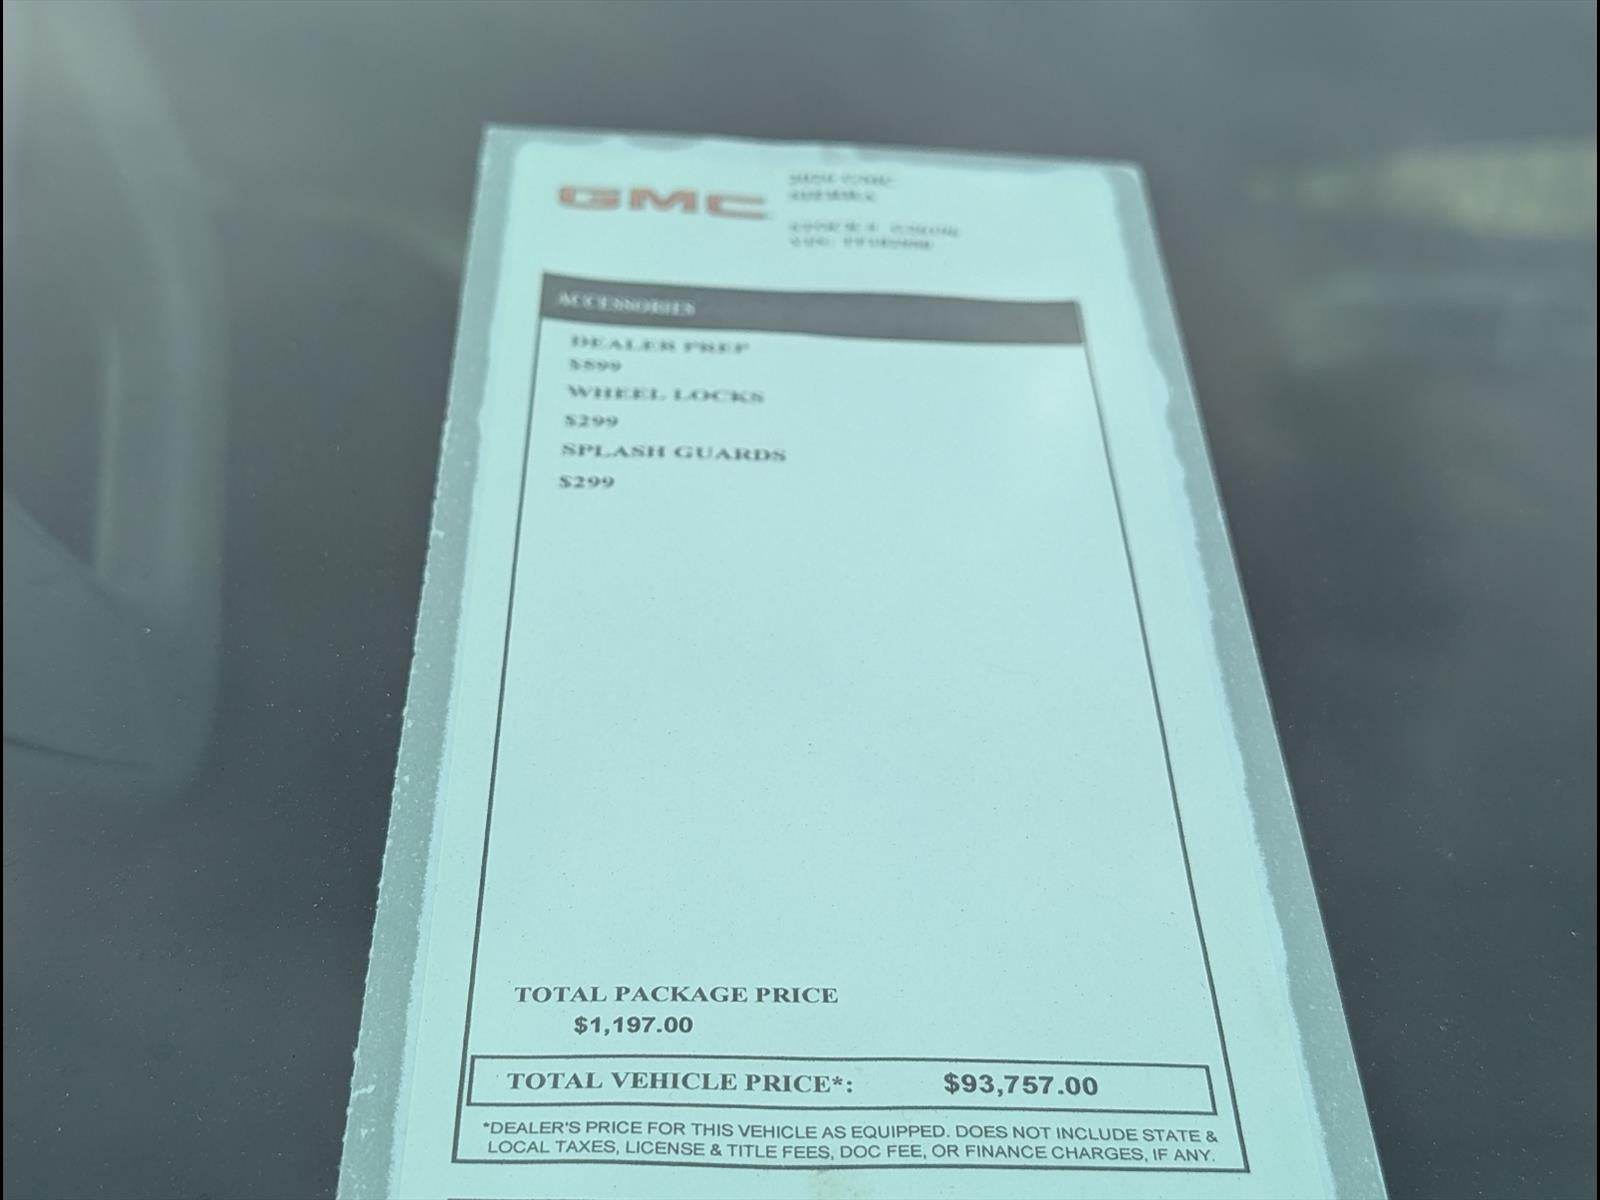 GMC
ACCESSORIES
DEALER PREP
$599
WHEEL LOCKS
$299
SPLASH GUARDS
$299
TOTAL PACKAGE PRICE
$1,197.00
TOTAL VEHICLE PRICE*: $93,757.00
*DEALER'S PRICE FOR THIS VEHICLE AS EQUIPPED. DOES NOT INCLUDE STATE &
LOCAL TAXES, LICENSE & TITLE FEES, DOC FEE, OR FINANCE CHARGES, IF ANY.